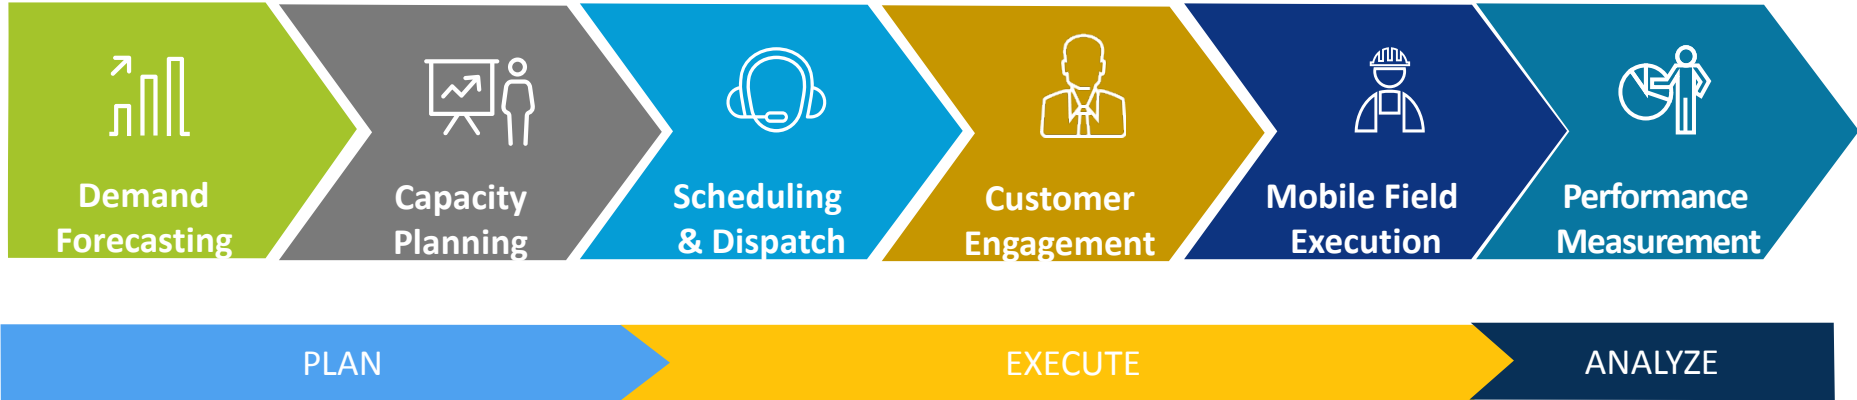 Demand
Forecasting
Capacity
Planning
Scheduling
& Dispatch
Customer
Engagement
Mobile Field
Execution
Performance
Measurement
PLAN
EXECUTE
ANALYZE